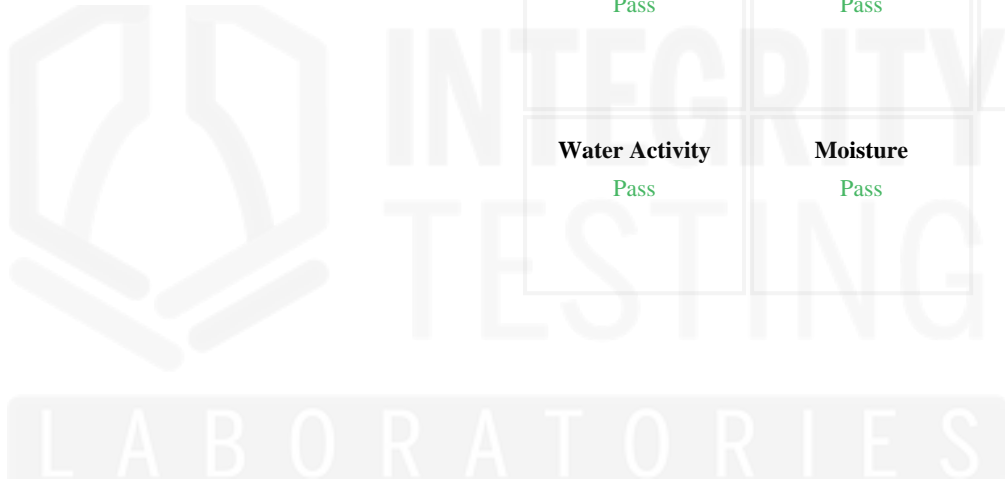 Pass Pass
INTEGRITY
Water Activity Moisture
Pass Pass
TESTING
LABORATORIES